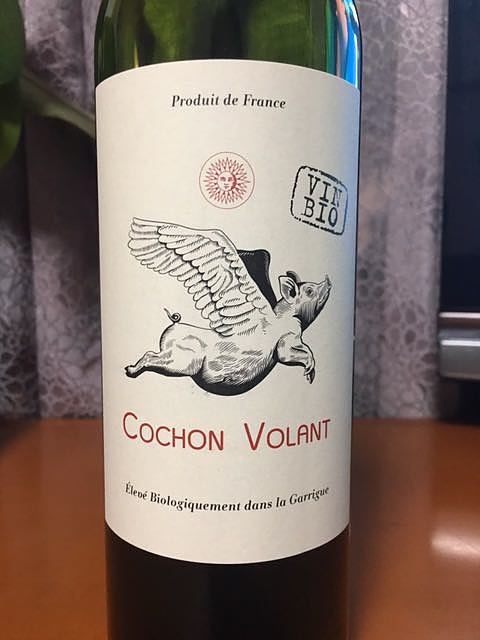 Produit de France
VIN
BIO
COCHON VOLANT
Élevé Biologiquement dans la Garrigue